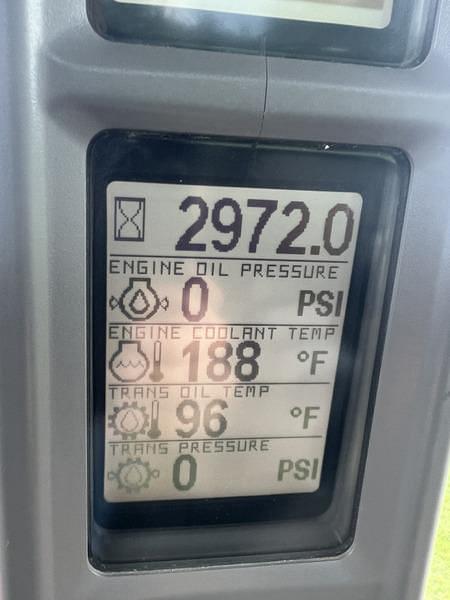 2972.0
ENGINE OIL PRESSURE
0 PSI
ENGINE COOLANT TEMP
188 °F
TRANS OIL TEMP
96 °F
TRANS PRESSURE
0 PSI